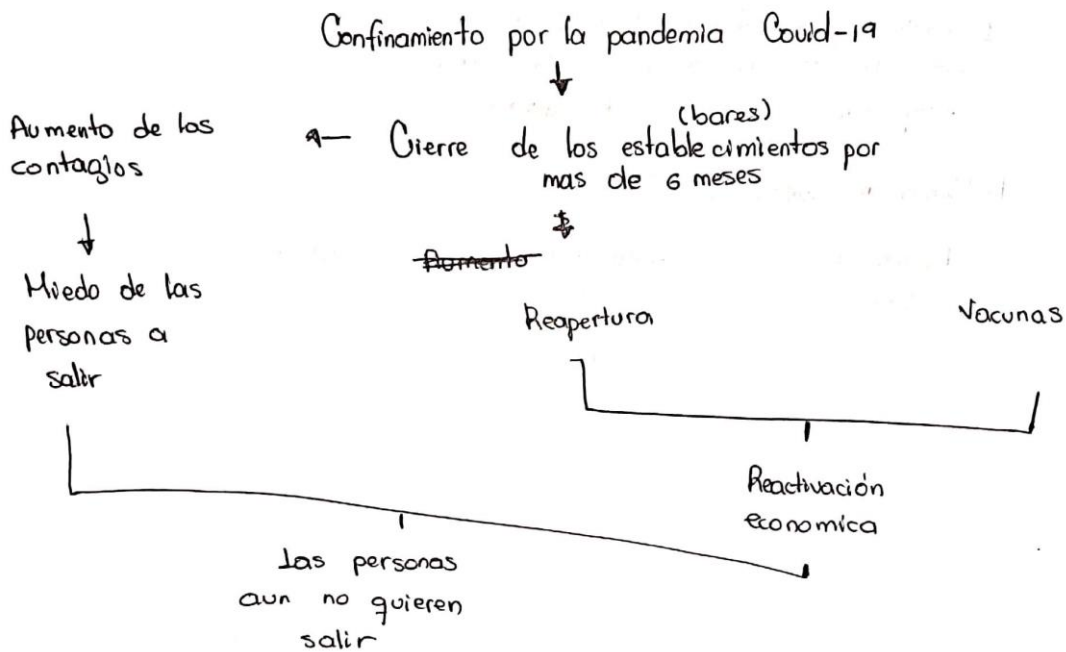 Confinamiento por la pandemia Covid-19
Aumento de los
contagios
(bares)
Cierre de los establecimientos por
mas de 6 meses
Aumento
Miedo de las
personas a
salir
Reapertura
Vacunas
Reactivación
economica
Las personas
aun no quieren
salir